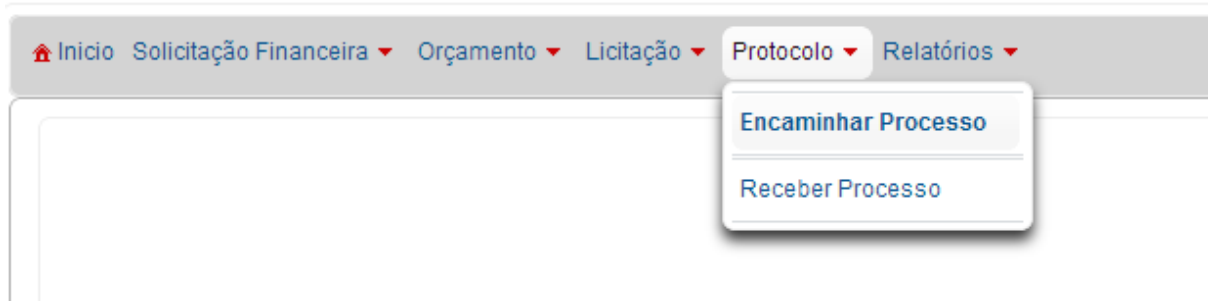 Inicio Solicitação Financeira Orçamento Licitação Protocolo Relatórios
Encaminhar Processo
Receber Processo